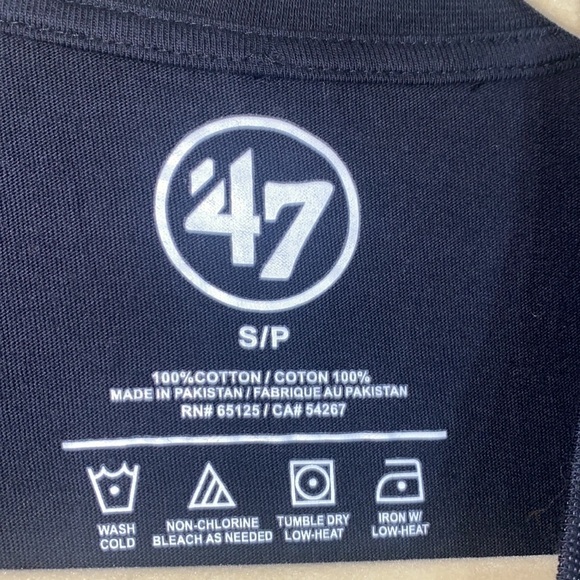 '47
S/P
100%COTTON / COTON 100%
MADE IN PAKISTAN / FABRIQUE AU PAKISTAN
RN# 65125 / CA# 54267
WASH COLD
NON-CHLORINE BLEACH AS NEEDED
TUMBLE DRY LOW-HEAT
IRON W/ LOW-HEAT